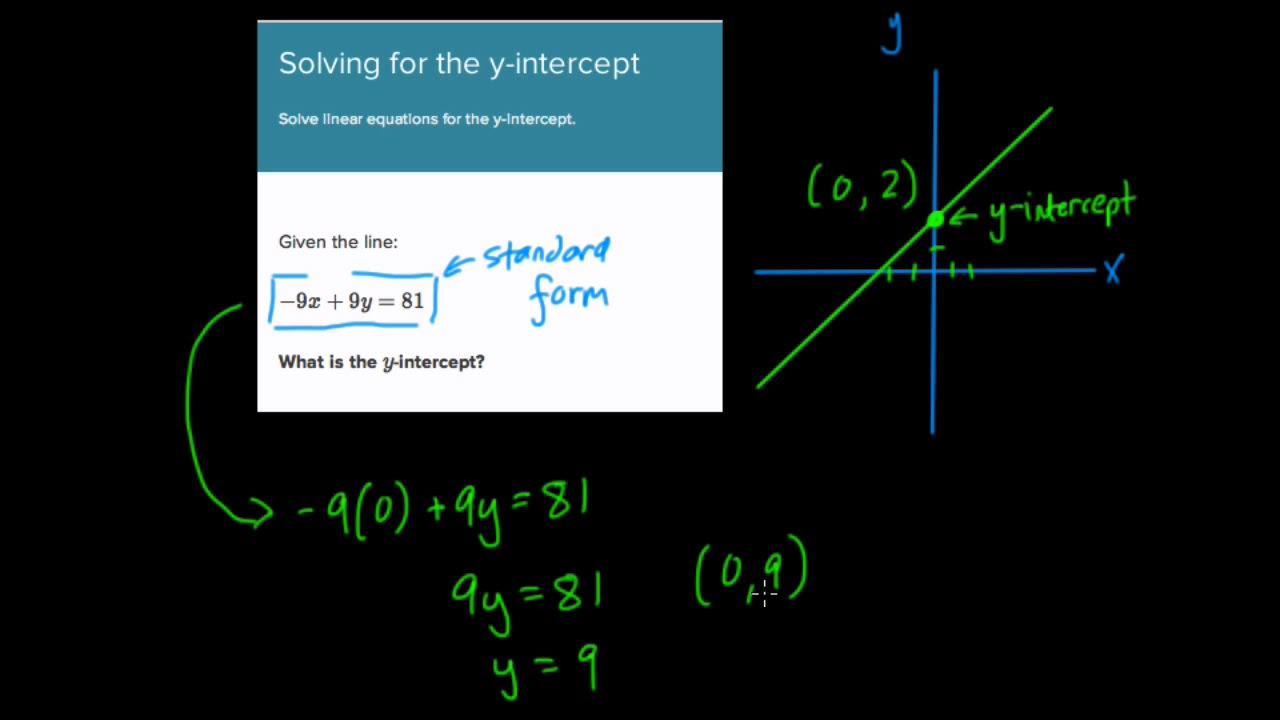 Solving for the y-intercept
Solve linear equations for the y-intercept.
Given the line:
−9x + 9y = 81
standard
form
What is the y-intercept?
y
(0, 2)
y-intercept
x
-9(0) + 9y = 81
9y = 81
y = 9
(0, 9)